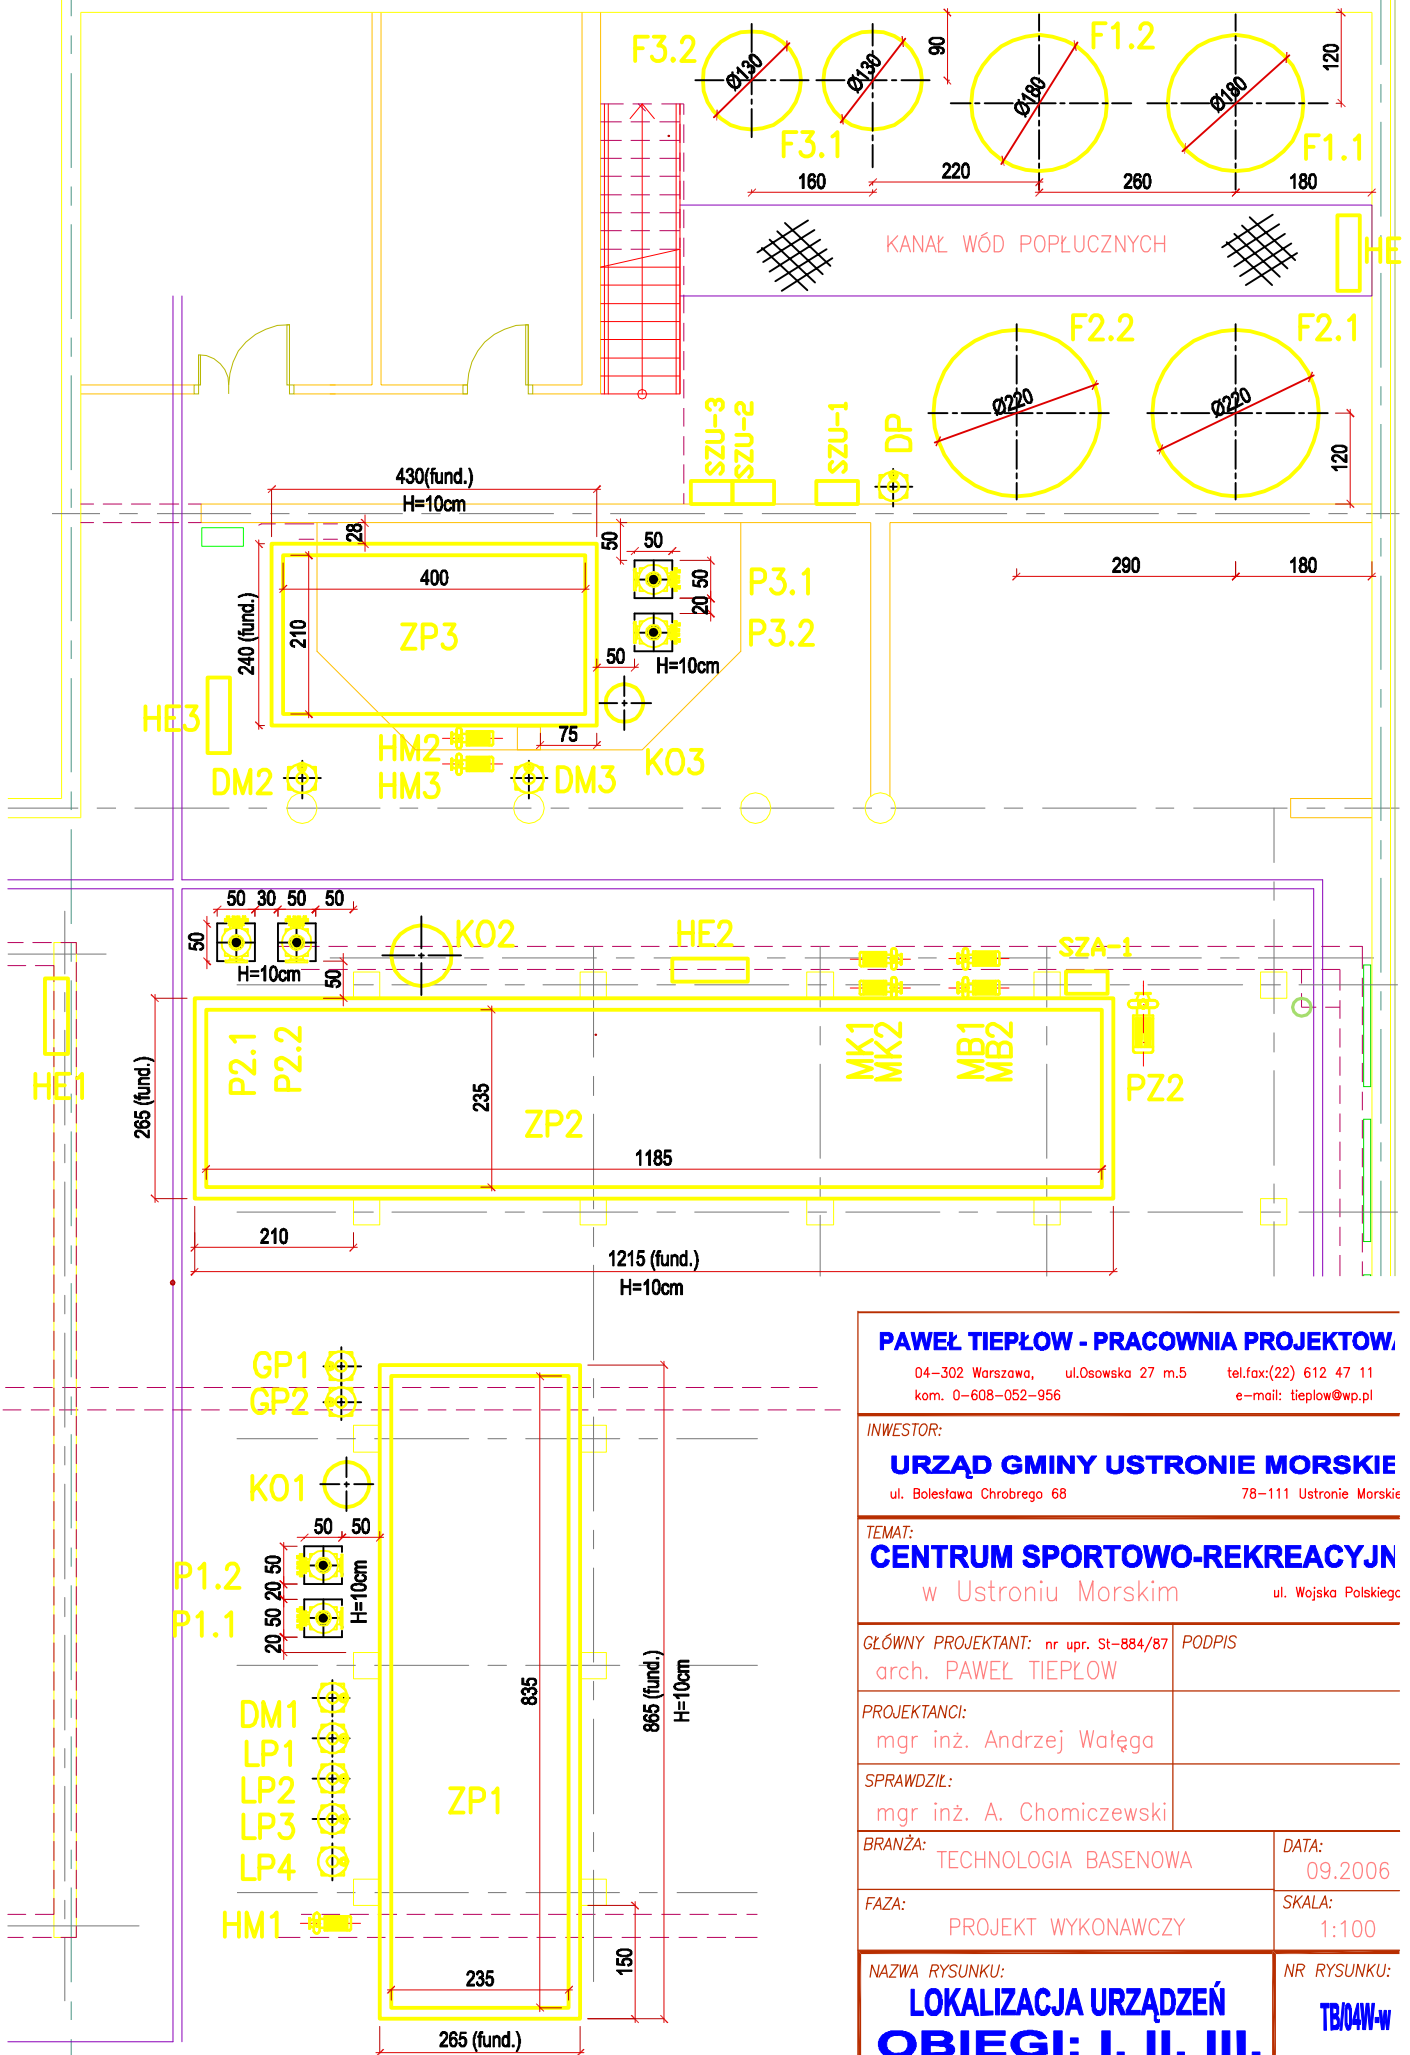 F3.2
Ø130
Ø130
F3.1
90
F1.2
Ø180
Ø180
F1.1
120
160
220
260
180
KANAŁ WÓD POPŁUCZNYCH
HE
F2.2
F2.1
Ø220
Ø220
120
SZU-3
SZU-2
SZU-1
DP
430(fund.)
H=10cm
28
50
50
50
20
400
210
240 (fund.)
ZP3
P3.1
P3.2
50
H=10cm
290
180
HE3
HM2
HM3
75
KO3
DM2
DM3
50
30
50
50
50
H=10cm
50
KO2
HE2
SZA-1
P2.1
P2.2
MK1
MK2
MB1
MB2
PZ2
HE1
265 (fund.)
235
ZP2
1185
210
1215 (fund.)
H=10cm
GP1
GP2
KO1
50
50
50
20
50
20
H=10cm
P1.2
P1.1
DM1
LP1
LP2
LP3
LP4
HM1
835
865 (fund.)
H=10cm
ZP1
150
235
265 (fund.)
PAWEŁ TIEPŁOW - PRACOWNIA PROJEKTOW
04-302 Warszawa, ul.Osowska 27 m.5 tel.fax:(22) 612 47 11
kom. 0-608-052-956 e-mail: tieplow@wp.pl
INWESTOR:
URZĄD GMINY USTRONIE MORSKIE
ul. Bolesława Chrobrego 68 78-111 Ustronie Morskie
TEMAT:
CENTRUM SPORTOWO-REKREACYJN
w Ustroniu Morskim ul. Wojska Polskiego
GŁÓWNY PROJEKTANT: nr upr. St-884/87 PODPIS
arch. PAWEŁ TIEPŁOW
PROJEKTANCI:
mgr inż. Andrzej Wałęga
SPRAWDZIŁ:
mgr inż. A. Chomiczewski
BRANŻA: TECHNOLOGIA BASENOWA
DATA:
09.2006
FAZA:
PROJEKT WYKONAWCZY
SKALA:
1:100
NAZWA RYSUNKU:
LOKALIZACJA URZĄDZEŃ
OBIEGI: I, II, III.
NR RYSUNKU:
TB/04W-w